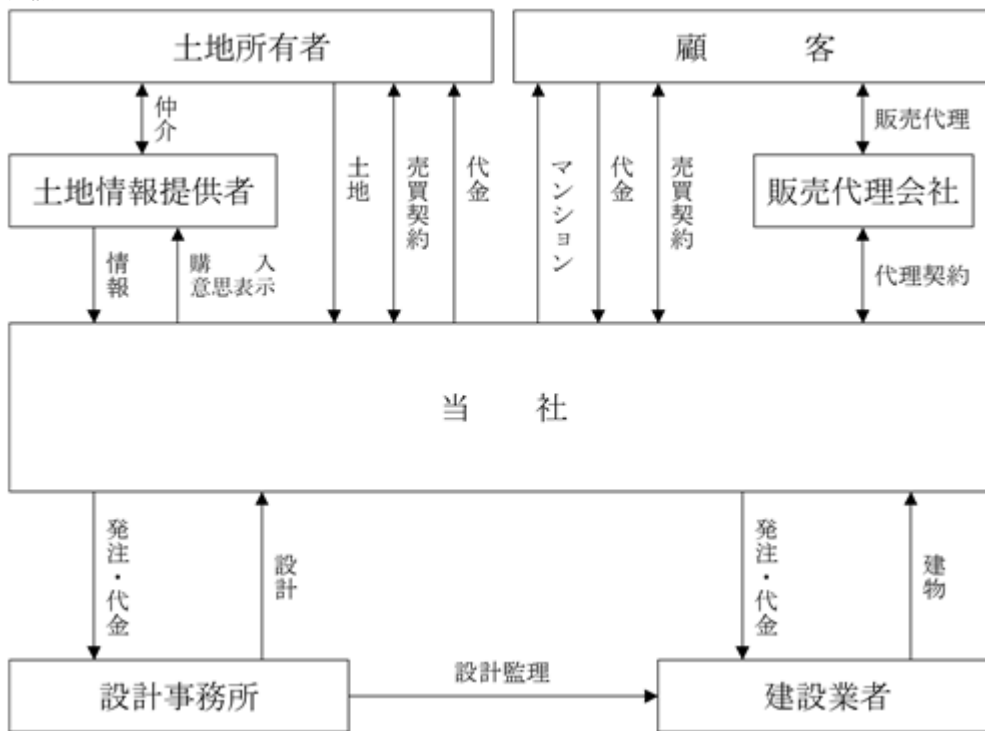 土地所有者
顧客
仲介
販売代理
土地情報提供者
土地
売買契約
代金
マンション
代金
売買契約
販売代理会社
情報
購入
意思表示
代理契約
当社
発注・代金
設計
発注・代金
建物
設計監理
設計事務所
建設業者